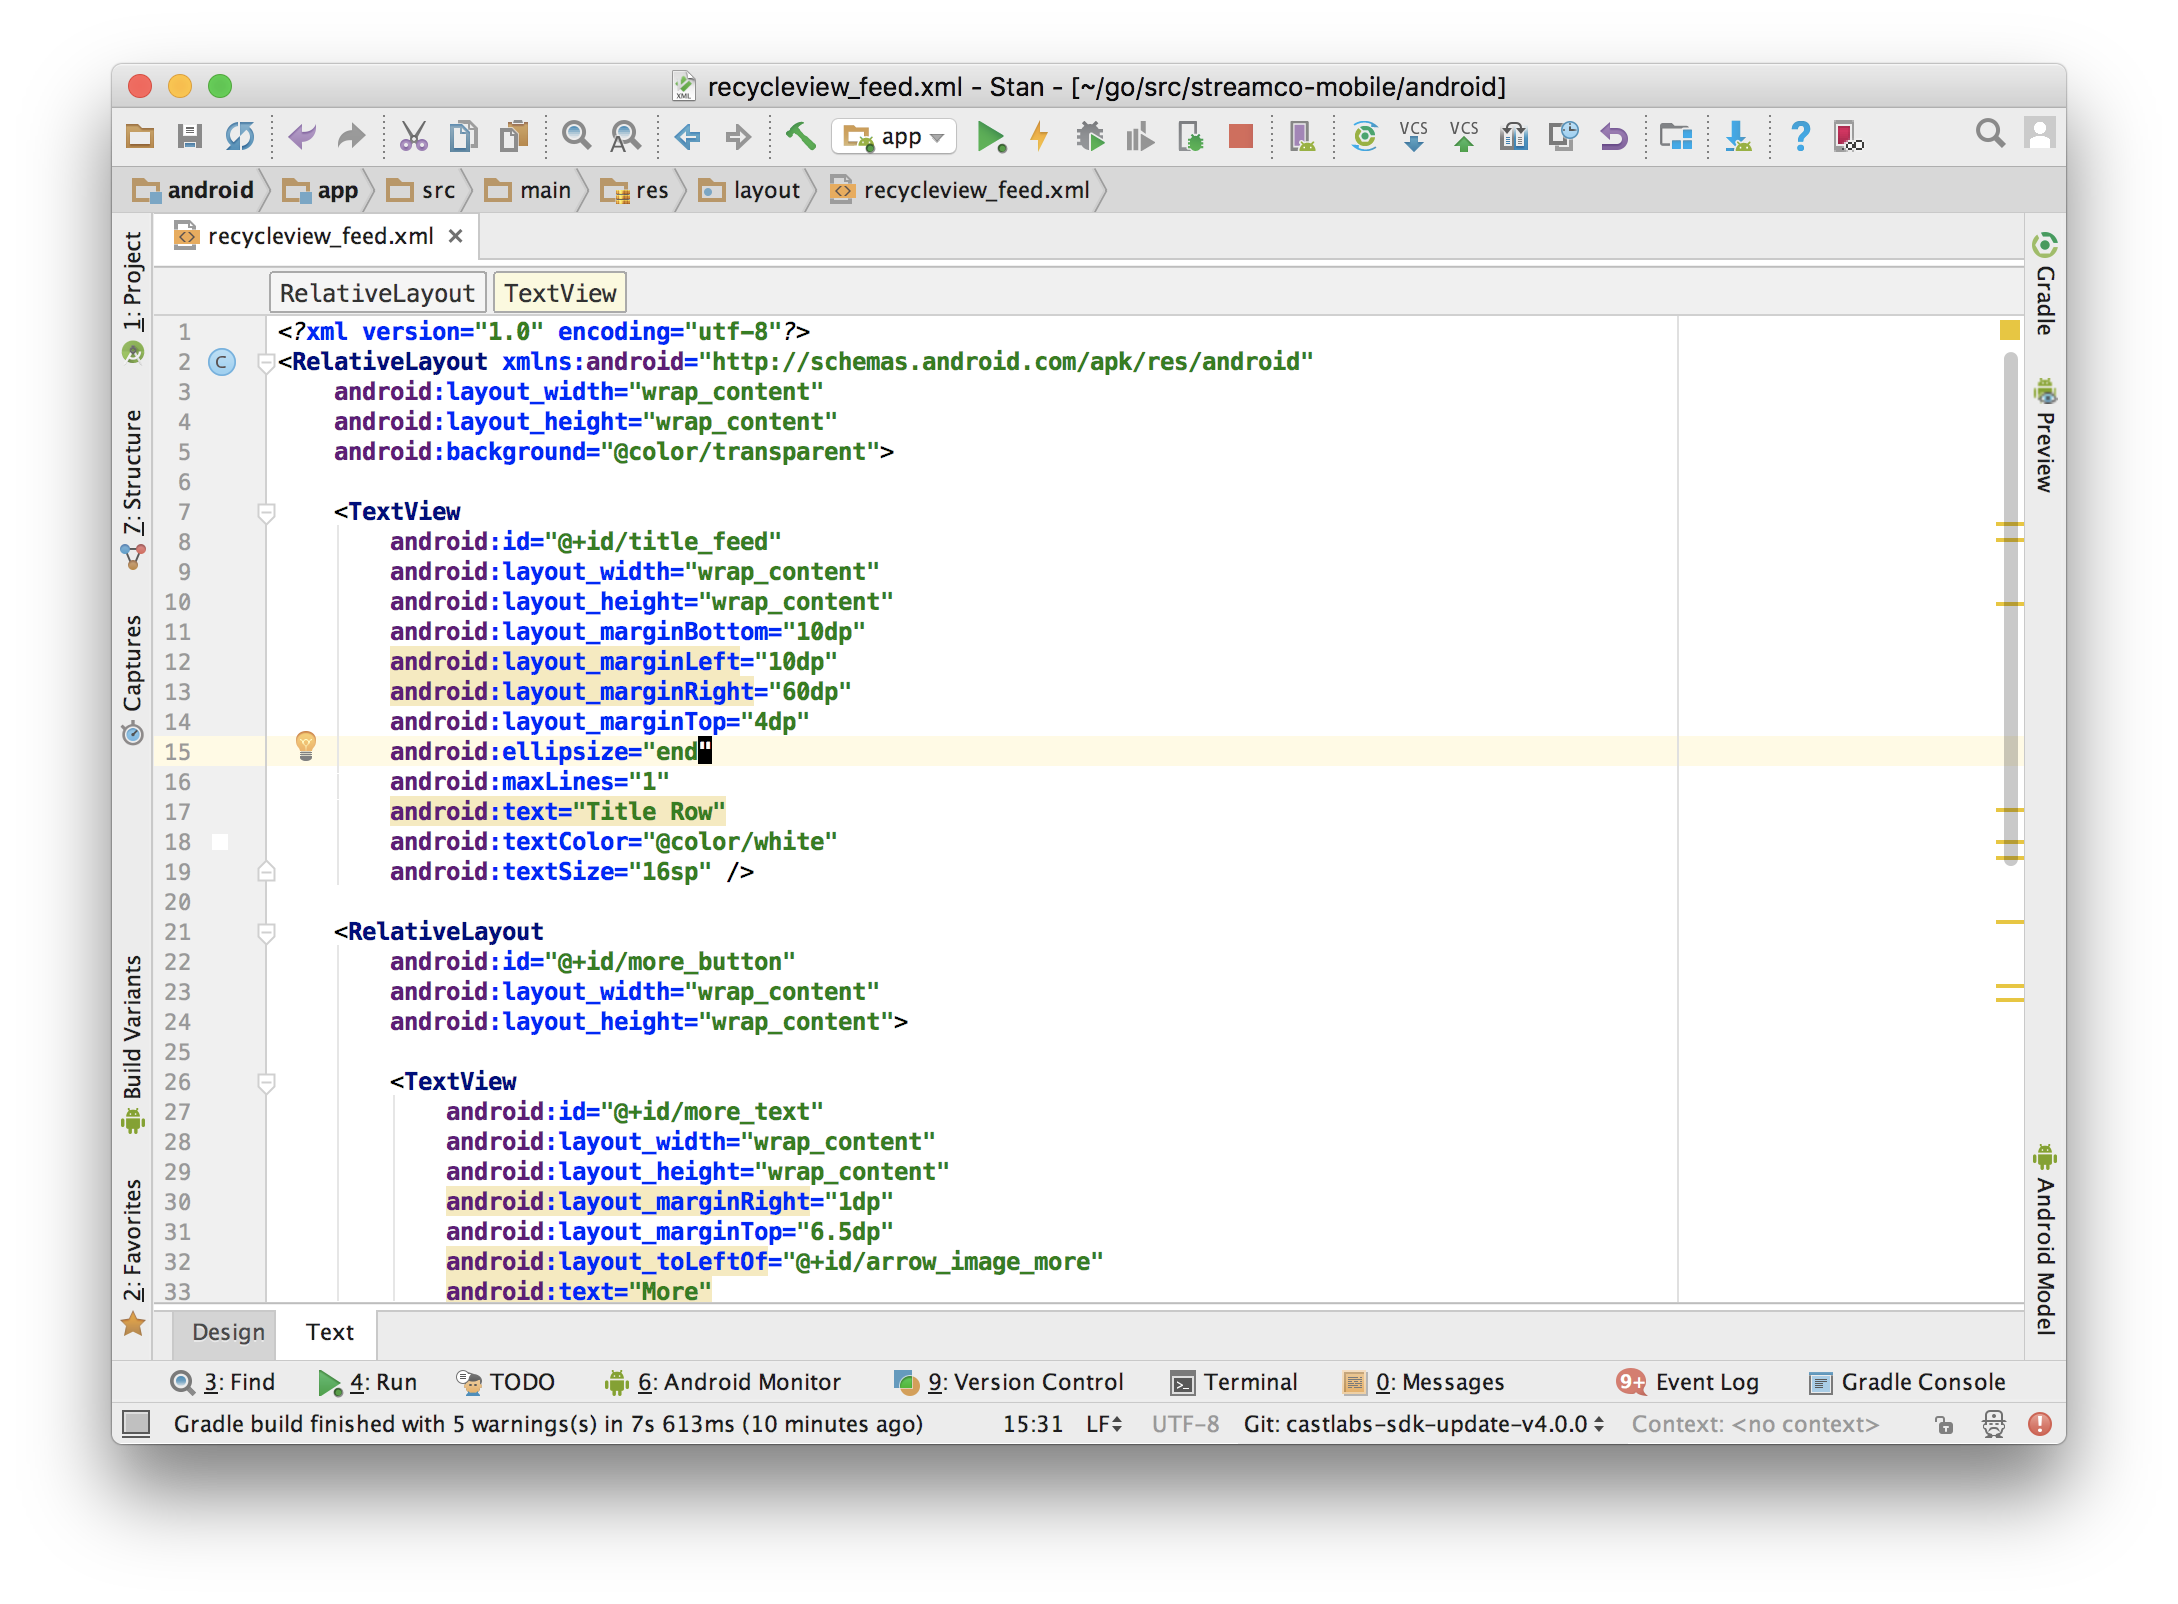 recycleview_feed.xml - Stan - [~/go/src/streamco-mobile/android]
app VCS VCS ?
android app src main res layout recycleview_feed.xml
recycleview_feed.xml
RelativeLayout TextView
1 <?xml version="1.0" encoding="utf-8"?>
2 C <RelativeLayout xmlns:android="http://schemas.android.com/apk/res/android"
3 android:layout_width="wrap_content"
4 android:layout_height="wrap_content"
5 android:background="@color/transparent">
6
7 <TextView
8 android:id="@+id/title_feed"
9 android:layout_width="wrap_content"
10 android:layout_height="wrap_content"
11 android:layout_marginBottom="10dp"
12 android:layout_marginLeft="10dp"
13 android:layout_marginRight="60dp"
14 android:layout_marginTop="4dp"
15 android:ellipsize="end"
16 android:maxLines="1"
17 android:text="Title Row"
18 android:textColor="@color/white"
19 android:textSize="16sp" />
20
21 <RelativeLayout
22 android:id="@+id/more_button"
23 android:layout_width="wrap_content"
24 android:layout_height="wrap_content">
25
26 <TextView
27 android:id="@+id/more_text"
28 android:layout_width="wrap_content"
29 android:layout_height="wrap_content"
30 android:layout_marginRight="1dp"
31 android:layout_marginTop="6.5dp"
32 android:layout_toLeftOf="@+id/arrow_image_more"
33 android:text="More"
1: Project
7: Structure
Captures
Build Variants
2: Favorites
Gradle
Preview
Android Model
Design Text
3: Find 4: Run TODO 6: Android Monitor 9: Version Control Terminal 0: Messages 9+ Event Log Gradle Console
Gradle build finished with 5 warnings(s) in 7s 613ms (10 minutes ago) 15:31 LF UTF-8 Git: castlabs-sdk-update-v4.0.0 Context: <no context>